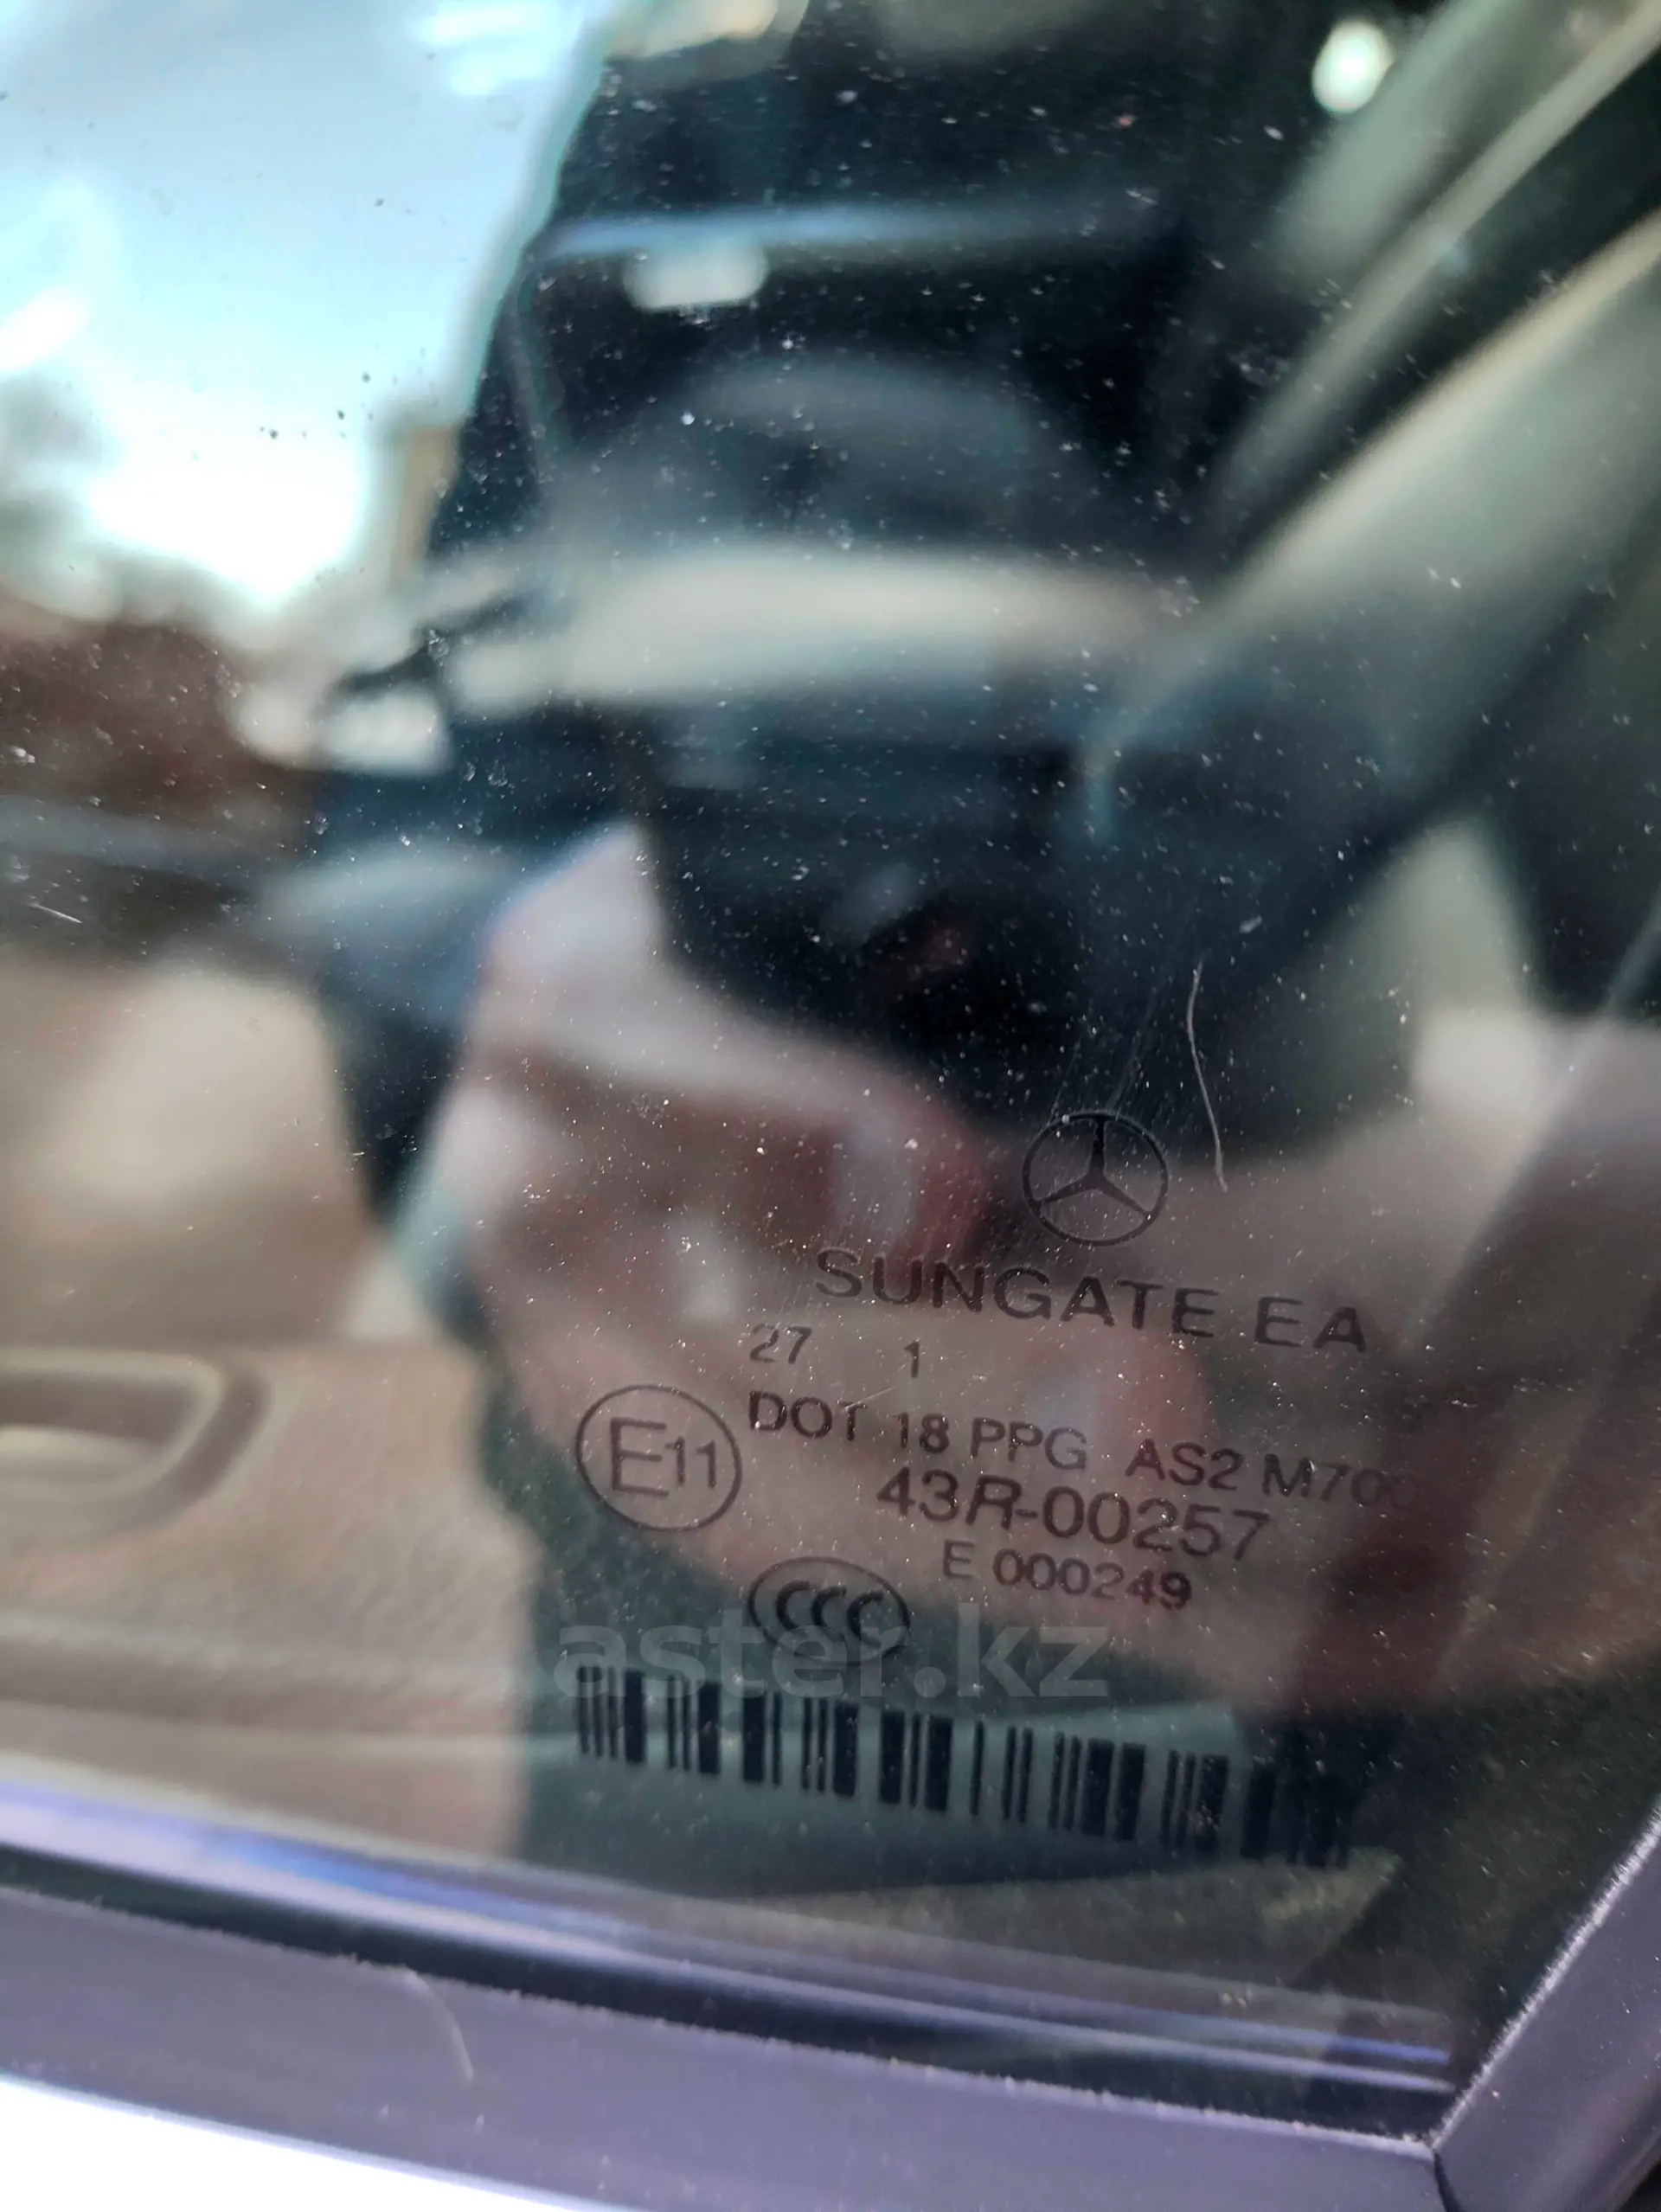 SUNGATE EA
27 1
DOT 18 PPG AS2
E11
43R-00257
E 000249
CCC
aster.kz